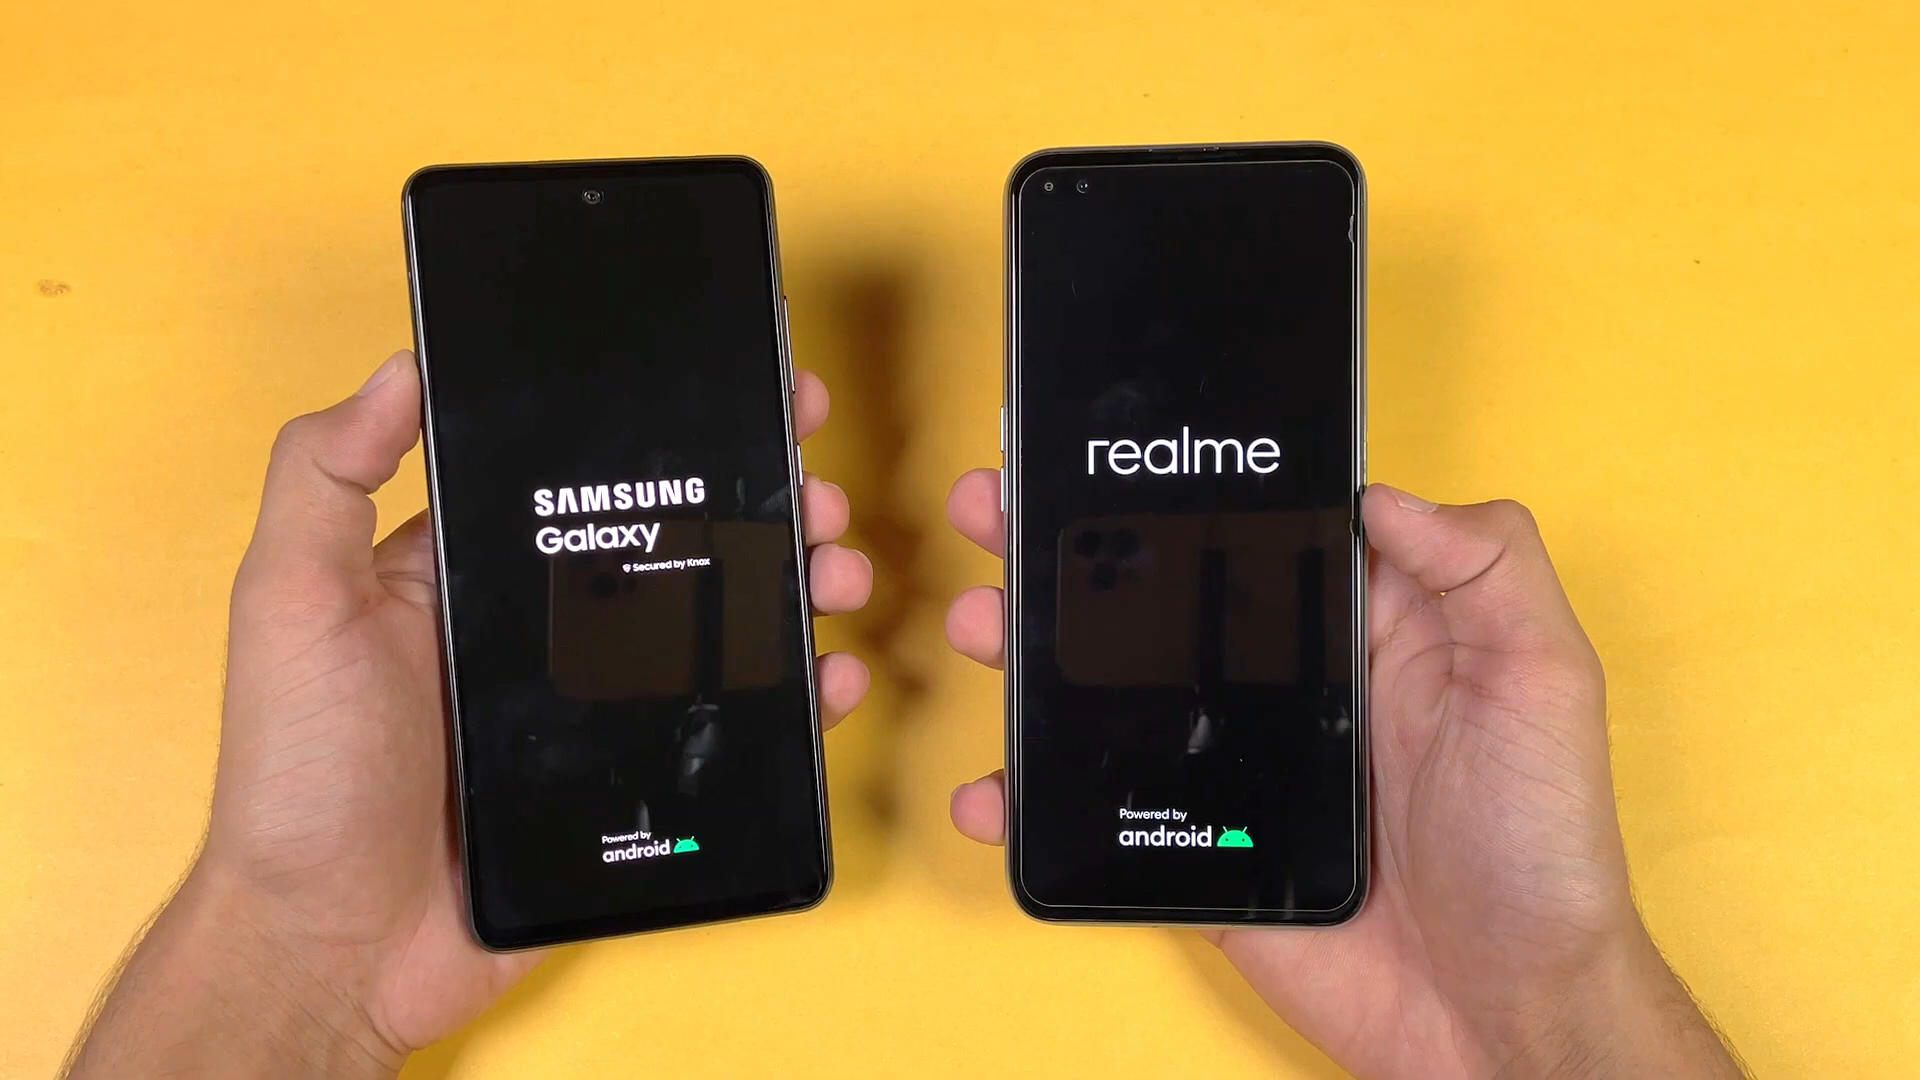 SAMSUNG
Galaxy
Secured by Knox
Powered by
android
realme
Powered by
android